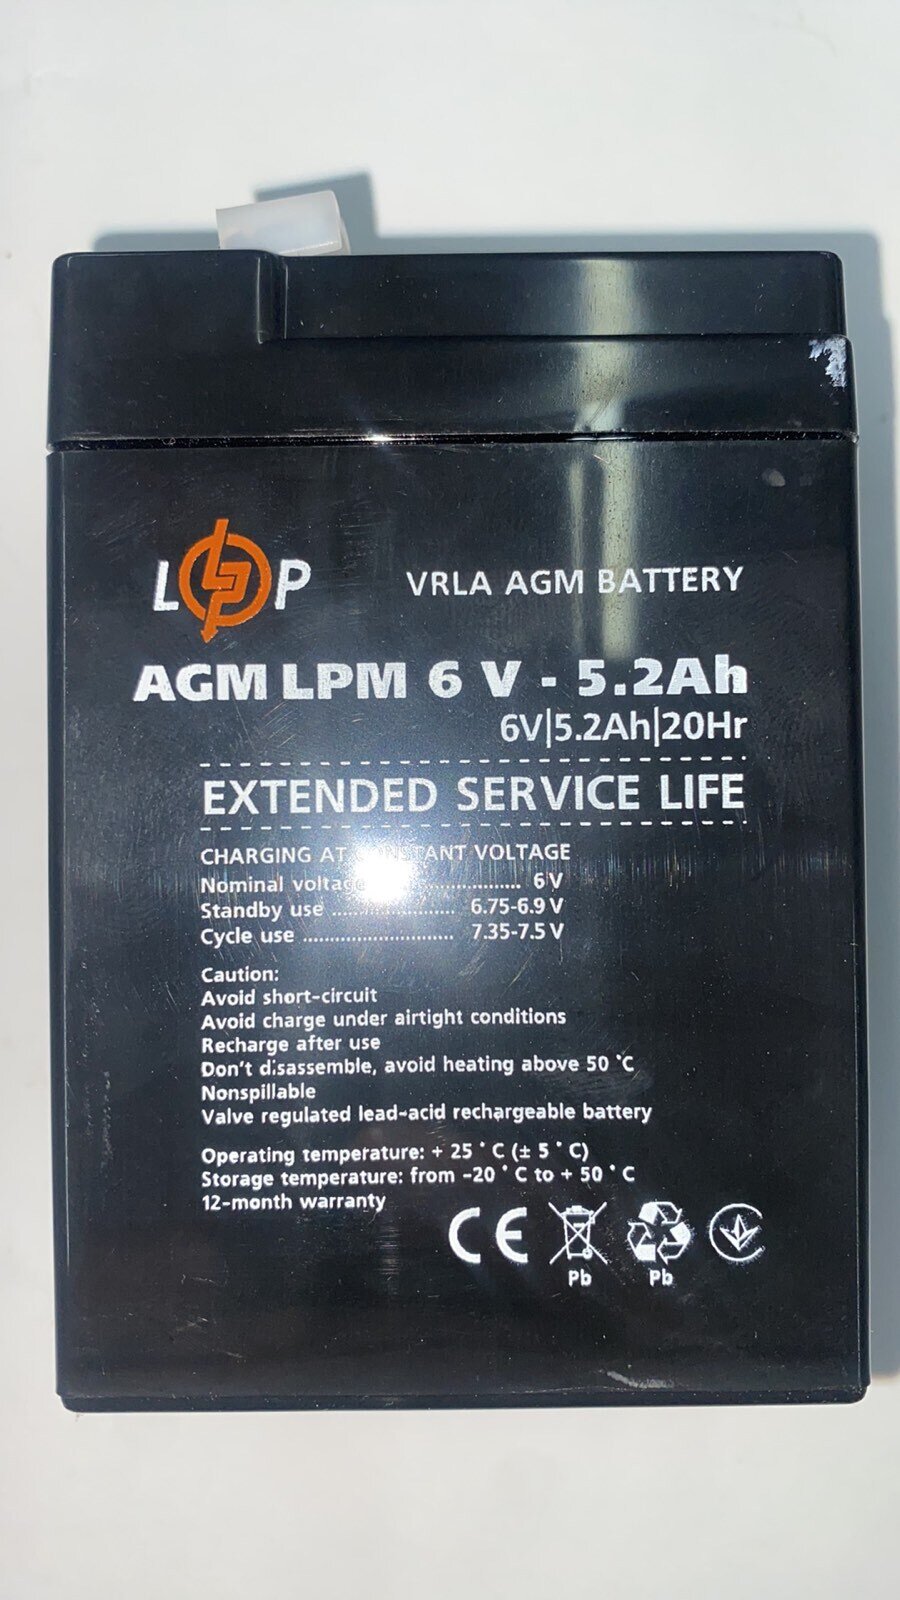 LP
VRLA AGM BATTERY
AGM LPM 6 V - 5.2Ah
6V|5.2Ah|20Hr
EXTENDED SERVICE LIFE
CHARGING AT CONSTANT VOLTAGE
Nominal voltage ................ 6 V
Standby use ...................... 6.75-6.9 V
Cycle use ........................... 7.35-7.5 V
Caution:
Avoid short-circuit
Avoid charge under airtight conditions
Recharge after use
Don't disassemble, avoid heating above 50 °C
Nonspillable
Valve regulated lead-acid rechargeable battery
Operating temperature: + 25 ° C (± 5 ° C)
Storage temperature: from -20 ° C to + 50 ° C
12-month warranty
CE
Pb Pb